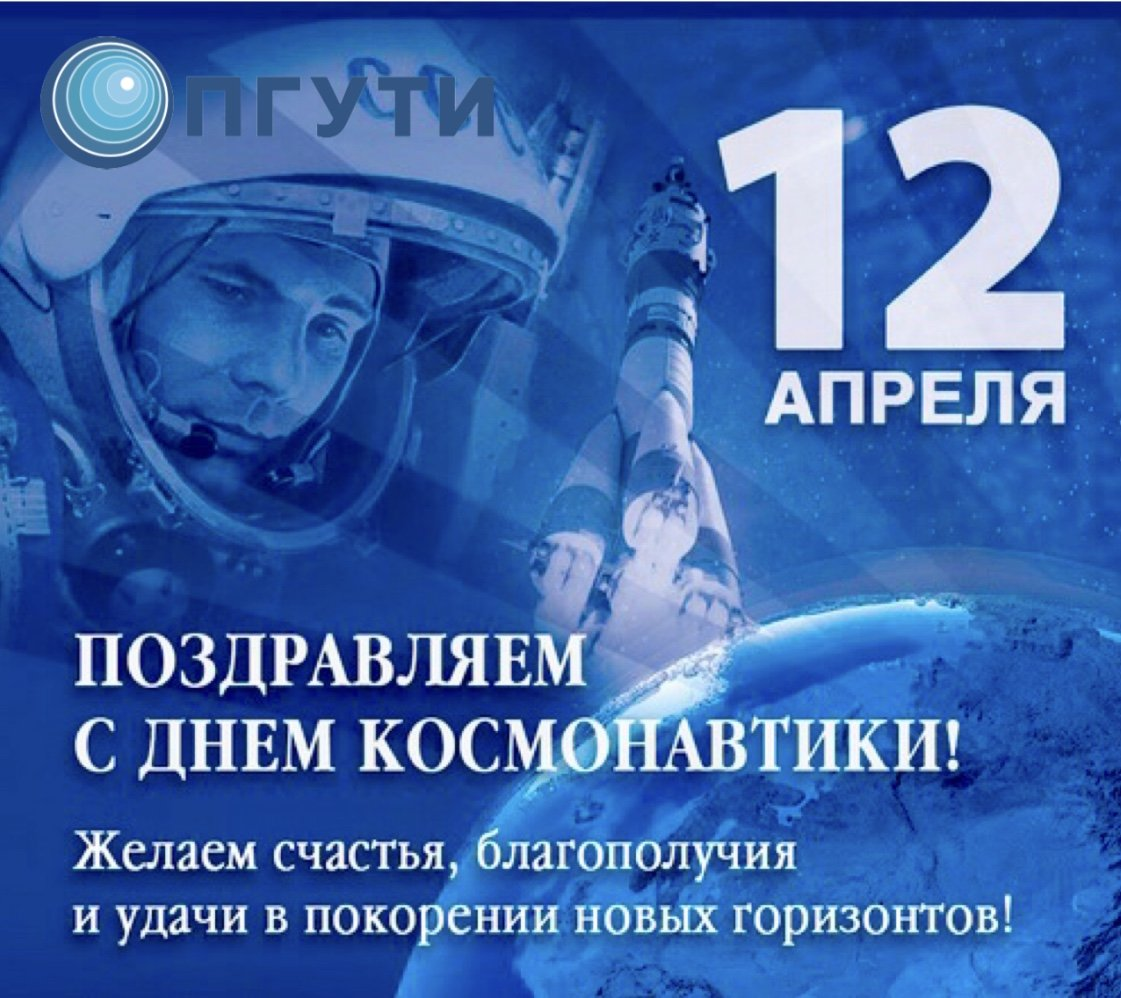 ПГУТИ
12
АПРЕЛЯ
ПОЗДРАВЛЯЕМ
С ДНЕМ КОСМОНАВТИКИ!
Желаем счастья, благополучия
и удачи в покорении новых горизонтов!